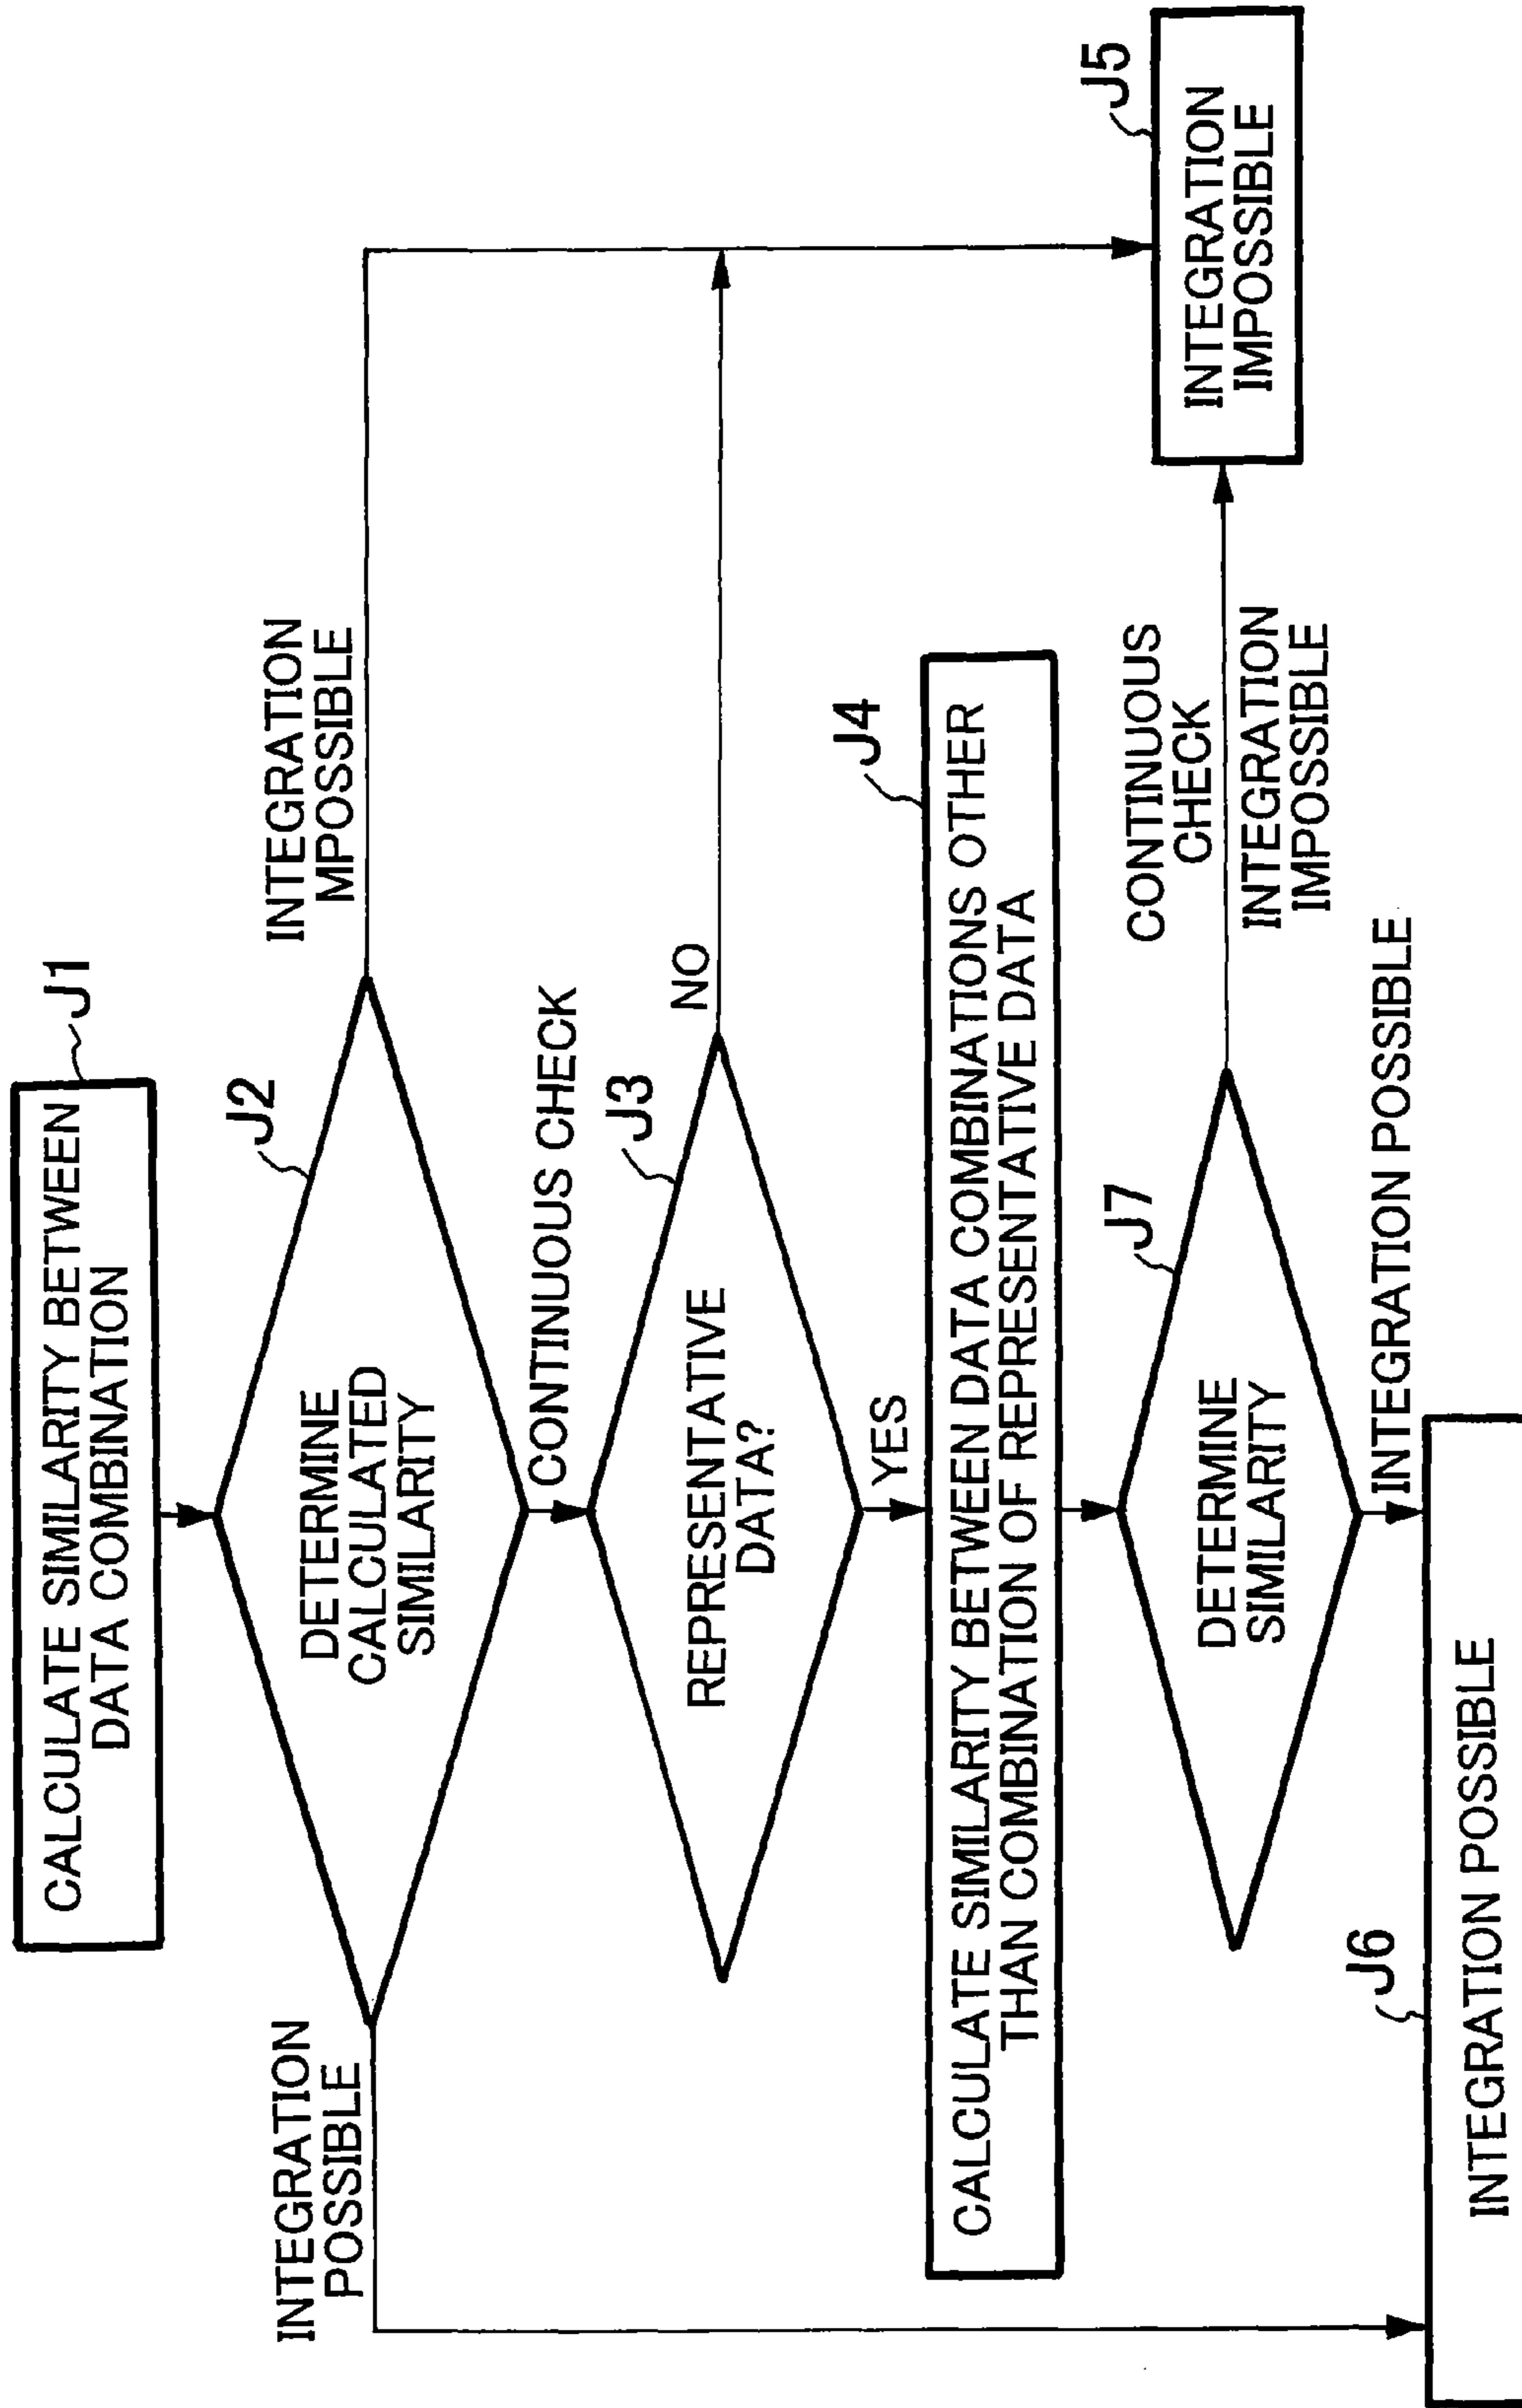 J1
CALCULATE SIMILARITY BETWEEN
DATA COMBINATION
J2
DETERMINE
CALCULATED
SIMILARITY
INTEGRATION
POSSIBLE
INTEGRATION
MPOSSIBLE
CONTINUOUS CHECK
J3
REPRESENTATIVE
DATA?
NO
YES
J4
CALCULATE SIMILARITY BETWEEN DATA COMBINATIONS OTHER
THAN COMBINATION OF REPRESENTATIVE DATA
J7
DETERMINE
SIMILARITY
CONTINUOUS
CHECK
INTEGRATION
IMPOSSIBLE
J5
INTEGRATION
IMPOSSIBLE
INTEGRATION POSSIBLE
J6
INTEGRATION POSSIBLE